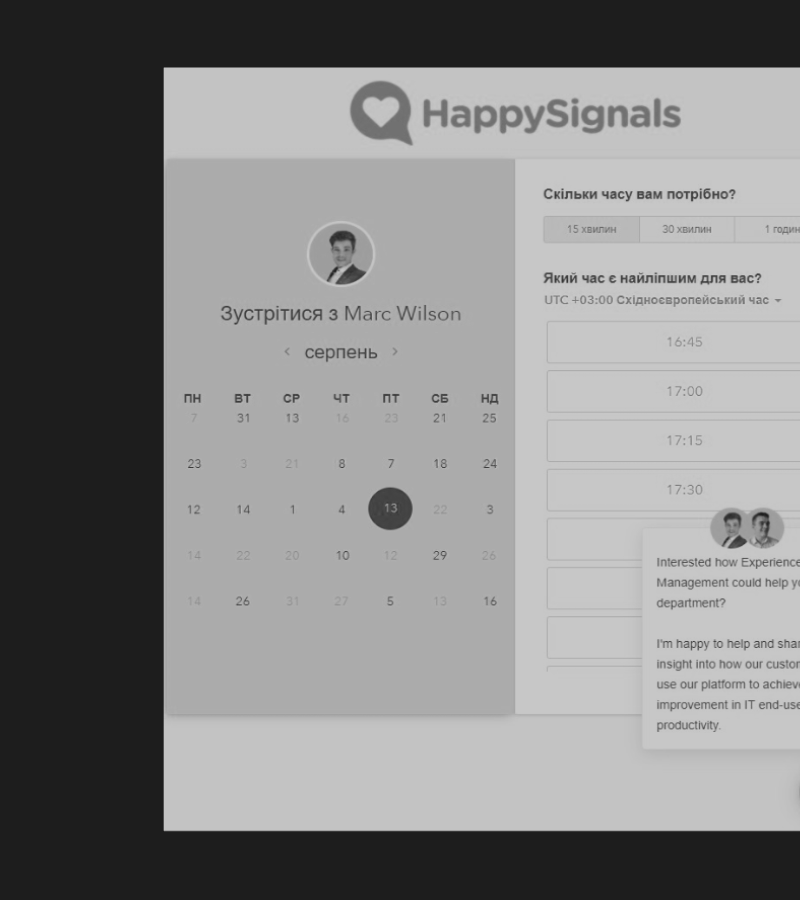 HappySignals
Зустрітися з Marc Wilson
серпень
ПН ВТ СР ЧТ ПТ СБ НД
7 31 13 16 23 21 25
23 3 21 8 7 18 24
12 14 1 4 13 22 3
14 22 20 10 12 29 26
14 26 31 27 5 13 16
Скільки часу вам потрібно?
15 хвилин 30 хвилин 1 годин
Який час є найліпшим для вас?
UTC +03:00 Східноєвропейський час
16:45
17:00
17:15
17:30
Interested how Experience
Management could help yo
department?
I'm happy to help and shar
insight into how our custom
use our platform to achieve
improvement in IT end-use
productivity.